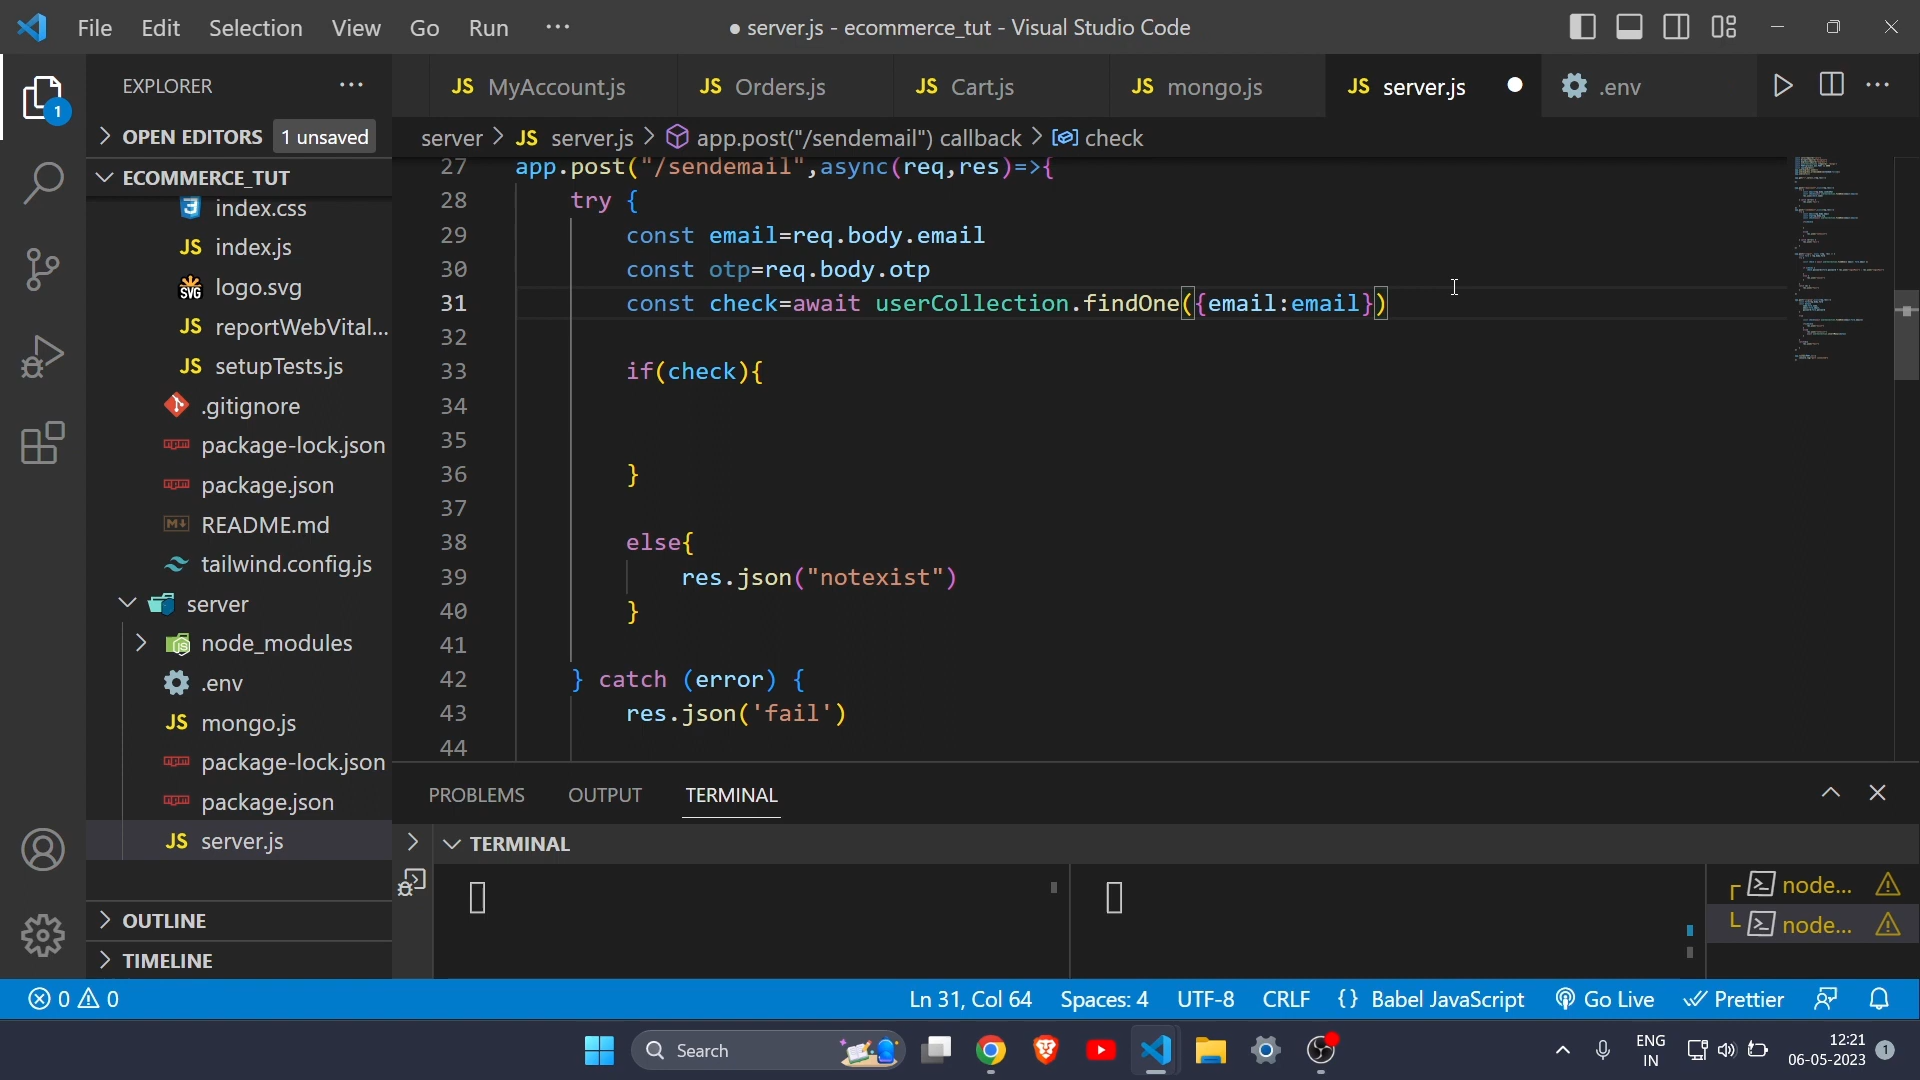 File Edit Selection View Go Run ···
● server.js - ecommerce_tut - Visual Studio Code
EXPLORER ···
OPEN EDITORS 1 unsaved
ECOMMERCE_TUT
index.css
JS index.js
SVG logo.svg
JS reportWebVital...
JS setupTests.js
.gitignore
package-lock.json
package.json
README.md
tailwind.config.js
server
node_modules
.env
JS mongo.js
package-lock.json
package.json
JS server.js
OUTLINE
TIMELINE
JS MyAccount.js JS Orders.js JS Cart.js JS mongo.js JS server.js ● .env
server > JS server.js > app.post("/sendemail") callback > check
27 app.post("/sendemail",async(req,res)=>{
28 try {
29 const email=req.body.email
30 const otp=req.body.otp
31 const check=await userCollection.findOne({email:email})
32
33 if(check){
34
35
36 }
37
38 else{
39 res.json("notexist")
40 }
41
42 } catch (error) {
43 res.json('fail')
44
PROBLEMS OUTPUT TERMINAL
TERMINAL
node...
node...
1
0 0
Ln 31, Col 64 Spaces: 4 UTF-8 CRLF {} Babel JavaScript Go Live Prettier
Search
ENG
IN
12:21
06-05-2023
1